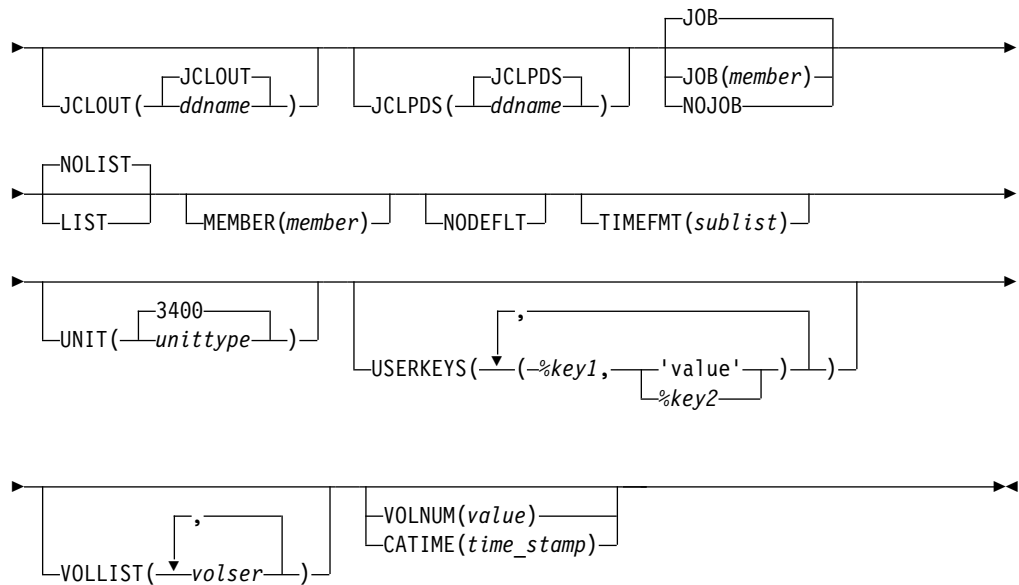 JOB
JCLOUT( JCLOUT ) JCLPDS( JCLPDS ) JOB(member)
ddname ddname NOJOB
NOLIST
LIST MEMBER(member) NODEFLT TIMEFMT(sublist)
3400 ,
UNIT( unittype ) USERKEYS( (%key1, 'value' ) )
%key2
, VOLNUM(value)
VOLLIST( volser ) CATIME(time_stamp)